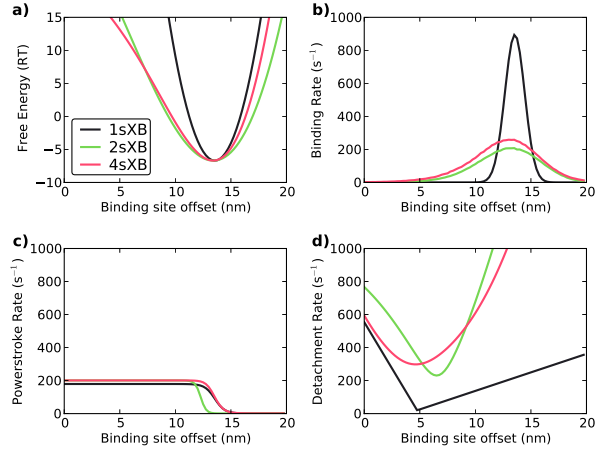 a)
15
10
5
0
−5
−10
Free Energy (RT)
1sXB
2sXB
4sXB
0
5
10
15
20
Binding site offset (nm)
b)
1000
800
600
400
200
0
Binding Rate (s⁻¹)
0
5
10
15
20
Binding site offset (nm)
c)
1000
800
600
400
200
0
Powerstroke Rate (s⁻¹)
0
5
10
15
20
Binding site offset (nm)
d)
1000
800
600
400
200
0
Detachment Rate (s⁻¹)
0
5
10
15
20
Binding site offset (nm)